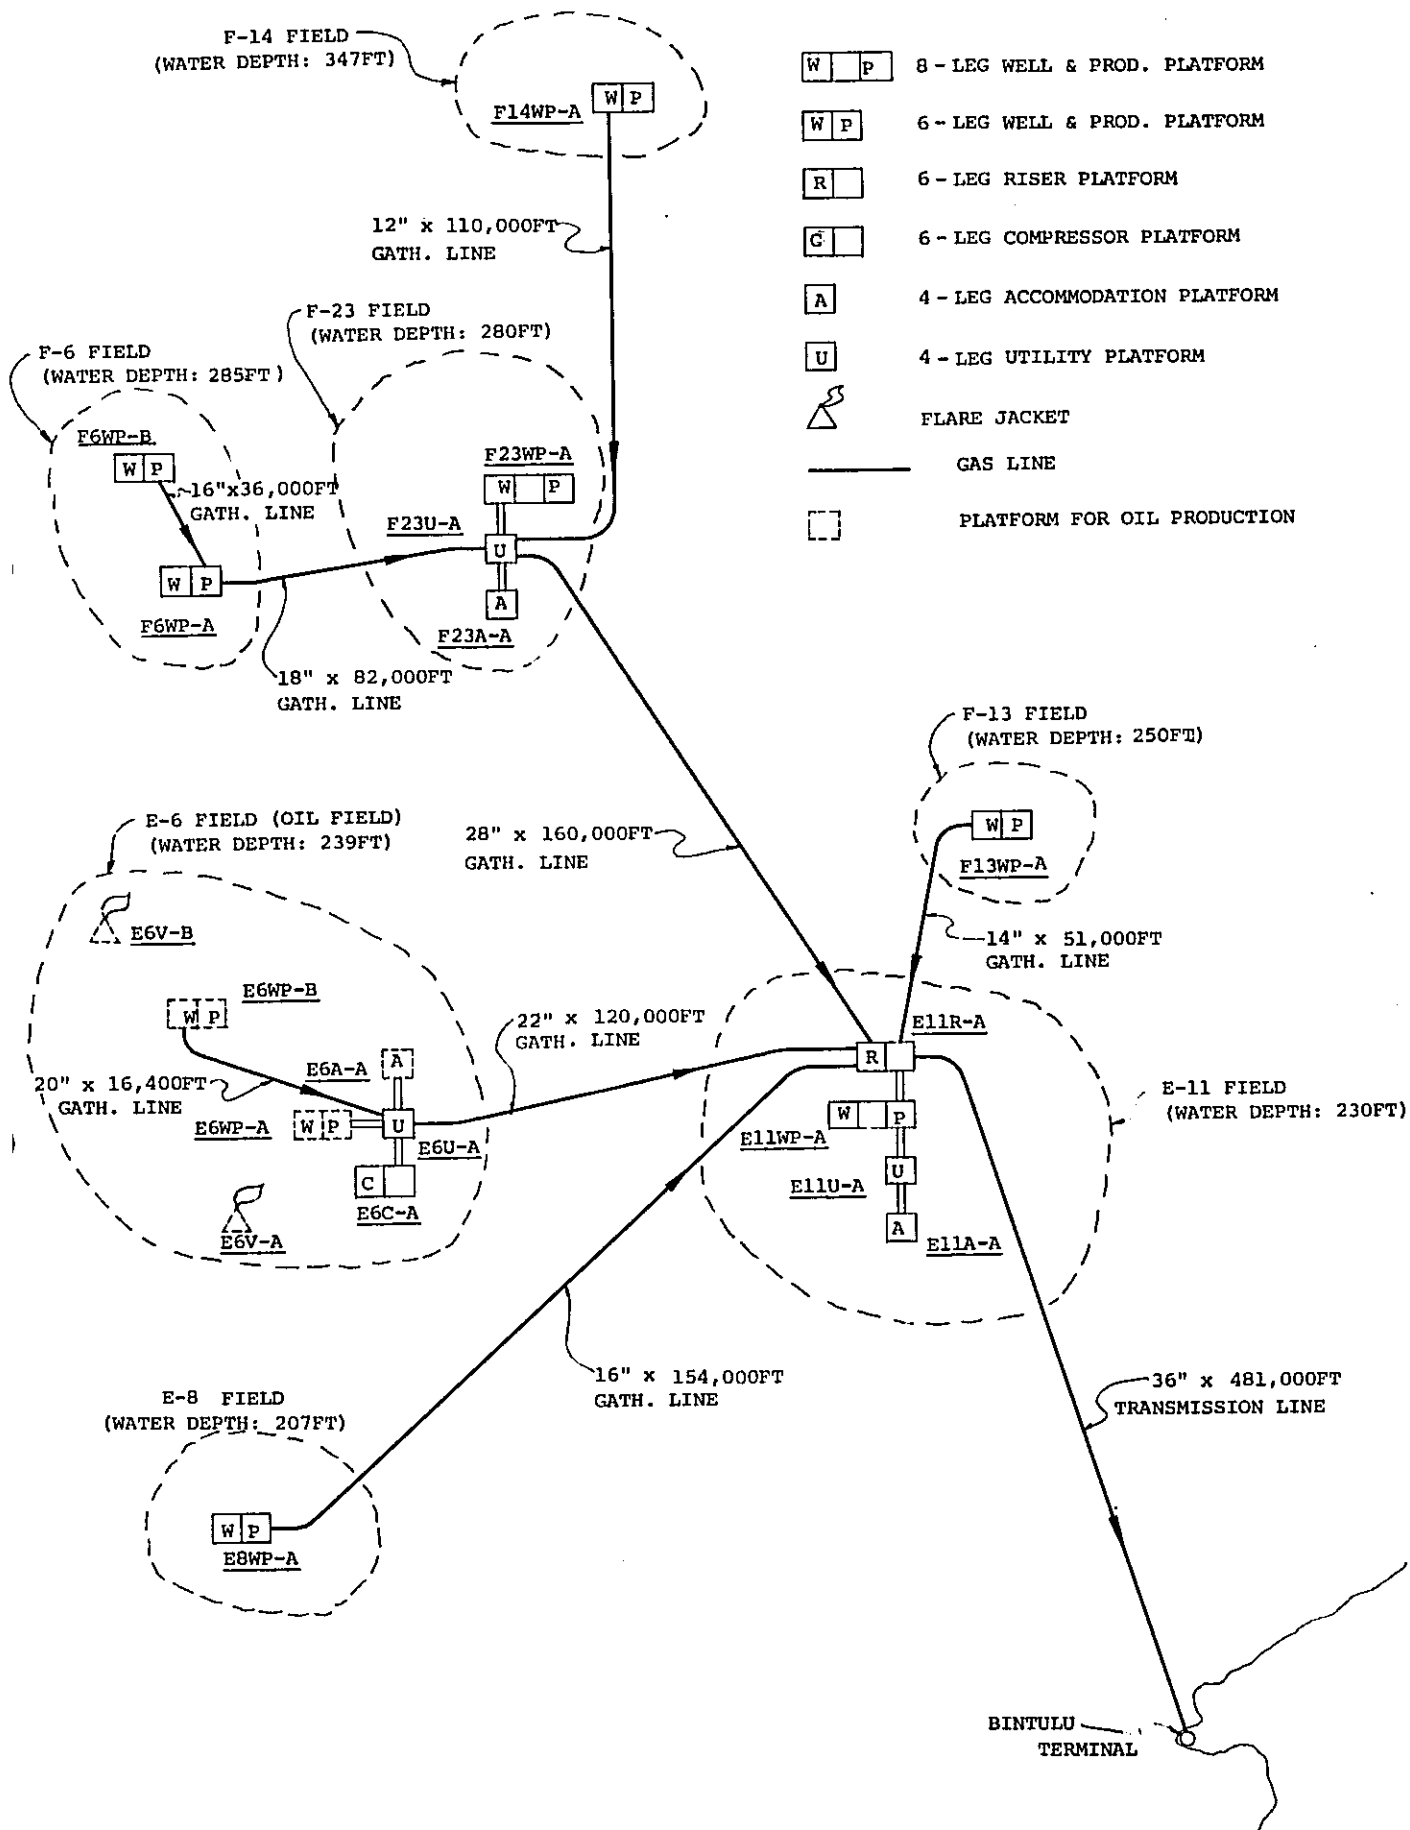 F-14 FIELD
(WATER DEPTH: 347FT)
F14WP-A
W P
W P
8-LEG WELL & PROD. PLATFORM
W P
6-LEG WELL & PROD. PLATFORM
R
6-LEG RISER PLATFORM
G
6-LEG COMPRESSOR PLATFORM
A
4-LEG ACCOMMODATION PLATFORM
U
4-LEG UTILITY PLATFORM
FLARE JACKET
GAS LINE
PLATFORM FOR OIL PRODUCTION
12" x 110,000FT
GATH. LINE
F-23 FIELD
(WATER DEPTH: 280FT)
F-6 FIELD
(WATER DEPTH: 285FT)
F6WP-B
W P
16"x36,000FT
GATH. LINE
W P
F6WP-A
F23WP-A
W P
F23U-A
U
A
F23A-A
18" x 82,000FT
GATH. LINE
F-13 FIELD
(WATER DEPTH: 250FT)
W P
F13WP-A
14" x 51,000FT
GATH. LINE
28" x 160,000FT
GATH. LINE
E-6 FIELD (OIL FIELD)
(WATER DEPTH: 239FT)
E6V-B
E6WP-B
W P
20" x 16,400FT
GATH. LINE
E6A-A
A
E6WP-A
W P
U
E6U-A
C
E6C-A
E6V-A
22" x 120,000FT
GATH. LINE
E11R-A
R
W P
E11WP-A
U
E11U-A
A
E11A-A
E-11 FIELD
(WATER DEPTH: 230FT)
16" x 154,000FT
GATH. LINE
36" x 481,000FT
TRANSMISSION LINE
E-8 FIELD
(WATER DEPTH: 207FT)
W P
E8WP-A
BINTULU
TERMINAL